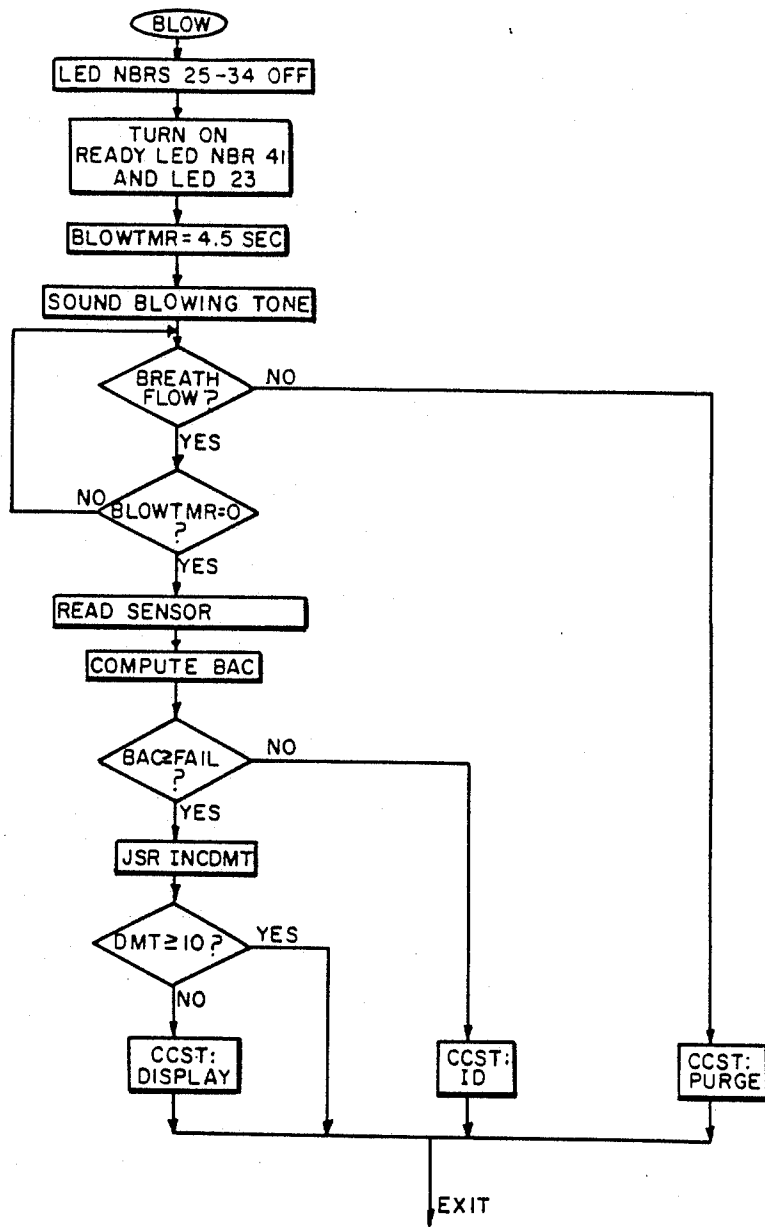 BLOW
LED NBRS 25-34 OFF
TURN ON
READY LED NBR 41
AND LED 23
BLOWTMR=4.5 SEC
SOUND BLOWING TONE
BREATH
FLOW?
NO
YES
NO
BLOWTMR=0
?
YES
READ SENSOR
COMPUTE BAC
BAC≥FAIL
?
NO
YES
JSR INCDMT
DMT≥10?
YES
NO
CCST:
DISPLAY
CCST:
ID
CCST:
PURGE
EXIT